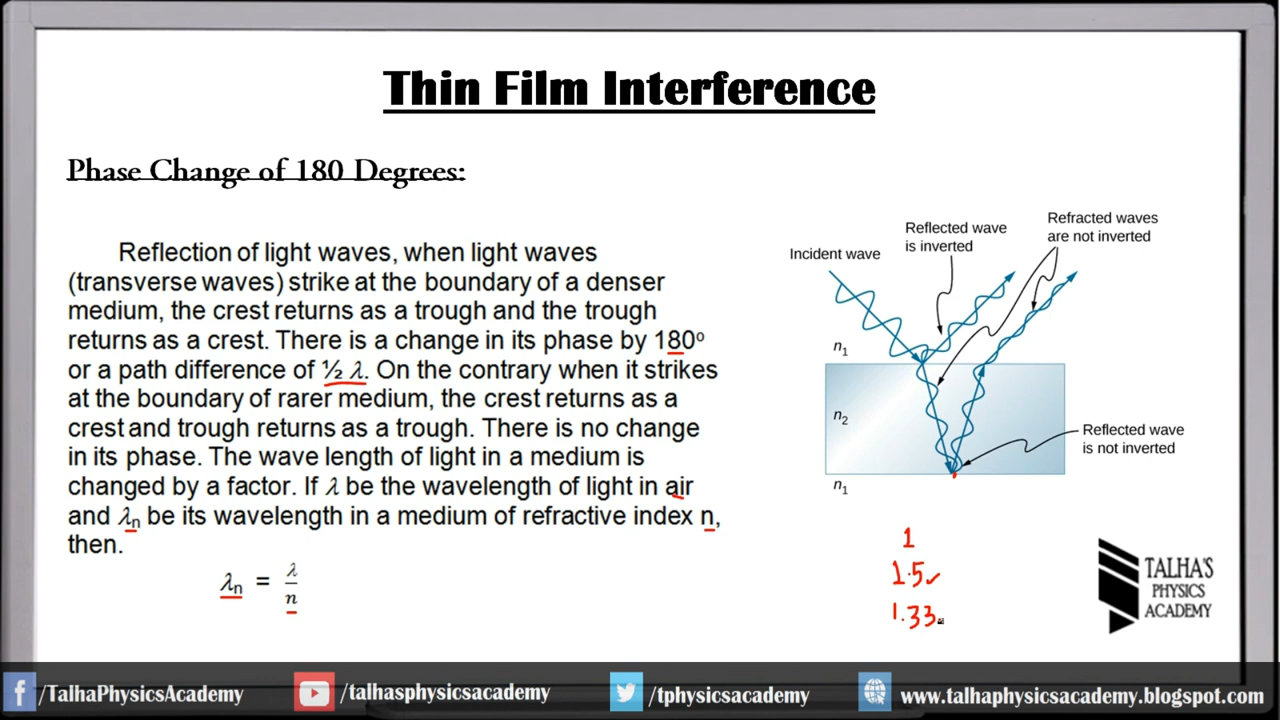 Thin Film Interference
Phase Change of 180 Degrees:
Reflection of light waves, when light waves
(transverse waves) strike at the boundary of a denser
medium, the crest returns as a trough and the trough
returns as a crest. There is a change in its phase by 180º
or a path difference of ½ λ. On the contrary when it strikes
at the boundary of rarer medium, the crest returns as a
crest and trough returns as a trough. There is no change
in its phase. The wave length of light in a medium is
changed by a factor. If λ be the wavelength of light in air
and λn be its wavelength in a medium of refractive index n,
then.
λn = λ/n
Incident wave
Reflected wave
is inverted
Refracted waves
are not inverted
n1
n2
n1
Reflected wave
is not inverted
1
1.5✓
1.33
TALHA'S
PHYSICS
ACADEMY
/TalhaPhysicsAcademy
/talhasphysicsacademy
/tphysicsacademy
www.talhaphysicsacademy.blogspot.com